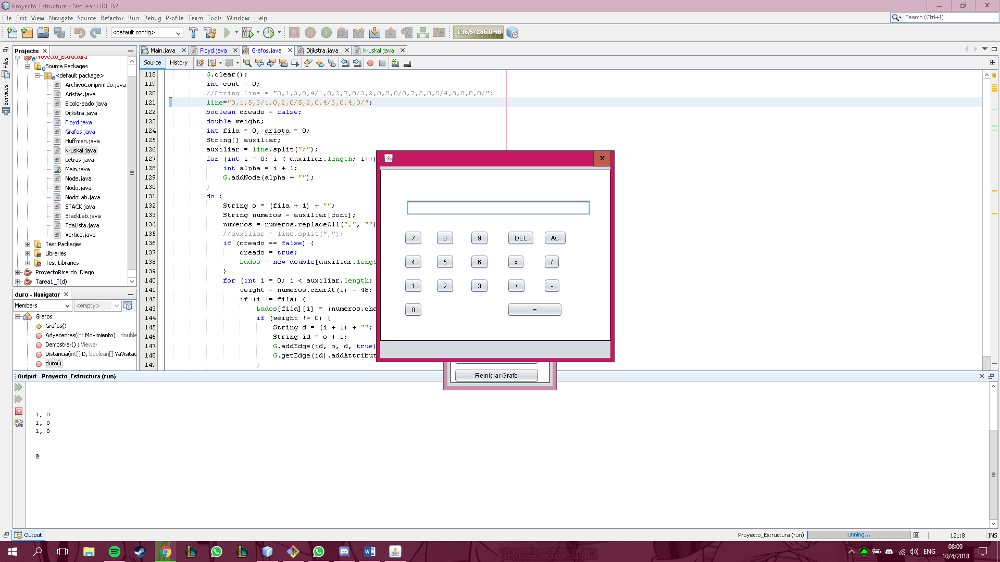 Proyecto_Estructura - NetBeans IDE 8.2
File Edit View Navigate Source Refactor Run Debug Profile Team Tools Window Help
Search (Ctrl+I)
<default config>
136,5/286,0MB
Files
Services
Projects
Proyecto_Estructura
Source Packages
<default package>
ArchivoComprimido.java
Aristas.java
Bicoloreado.java
Dijkstra.java
Floyd.java
Grafos.java
Huffman.java
Kruskal.java
Letras.java
Main.java
Node.java
Nodo.java
NodoLab.java
STACK.java
StackLab.java
TdaLista.java
Vertice.java
Test Packages
Libraries
Test Libraries
ProyectoRicardo_Diego
Tarea1_T(d)
duro - Navigator
Members
<empty>
Grafos
Grafos()
Adyacentes(int Movimiento) : double
Demostrar() : Viewer
Distancia(int[] D, boolean[] YaVisitac
duro()
Main.java Floyd.java Grafos.java Dijkstra.java Kruskal.java
Source History
118 G.clear();
119 int cont = 0;
120 //String line = "0,1,3,0,4/1,0,2,7,8/3,2,0,5,0/0,7,5,0,0/4,8,0,0,0/";
121 line="0,1,5,3/1,0,2,0/5,2,0,4/3,0,4,0/";
122 boolean creado = false;
123 double weight;
124 int fila = 0, arista = 0;
125 String[] auxiliar;
126 auxiliar = line.split("/");
127 for (int i = 0; i < auxiliar.length; i++)
128 int alpha = i + 1;
129 G.addNode(alpha + "");
130 }
131 do {
132 String o = (fila + 1) + "";
133 String numeros = auxiliar[cont];
134 numeros = numeros.replaceAll(",", "")
135 //auxiliar = line.split(",");
136 if (creado == false) {
137 creado = true;
138 Lados = new double[auxiliar.lengt
139 }
140 for (int i = 0; i < auxiliar.length;
141 weight = numeros.charAt(i) - 48;
142 if (i != fila) {
143 Lados[fila][i] = (numeros.cha
144 if (weight != 0) {
145 String d = (i + 1) + "";
146 String id = o + i;
147 G.addEdge(id, o, d, true)
148 G.getEdge(id).addAttribut
149 }
7 8 9 DEL AC
4 5 6 x /
1 2 3 + -
0 =
Reiniciar Grafo
Output - Proyecto_Estructura (run)
1, 0
1, 0
1, 0
@
Output
Proyecto_Estructura (run)
running...
121:8
INS
가장 빠른 만화번역사이트
ENG
08:09
10/4/2018